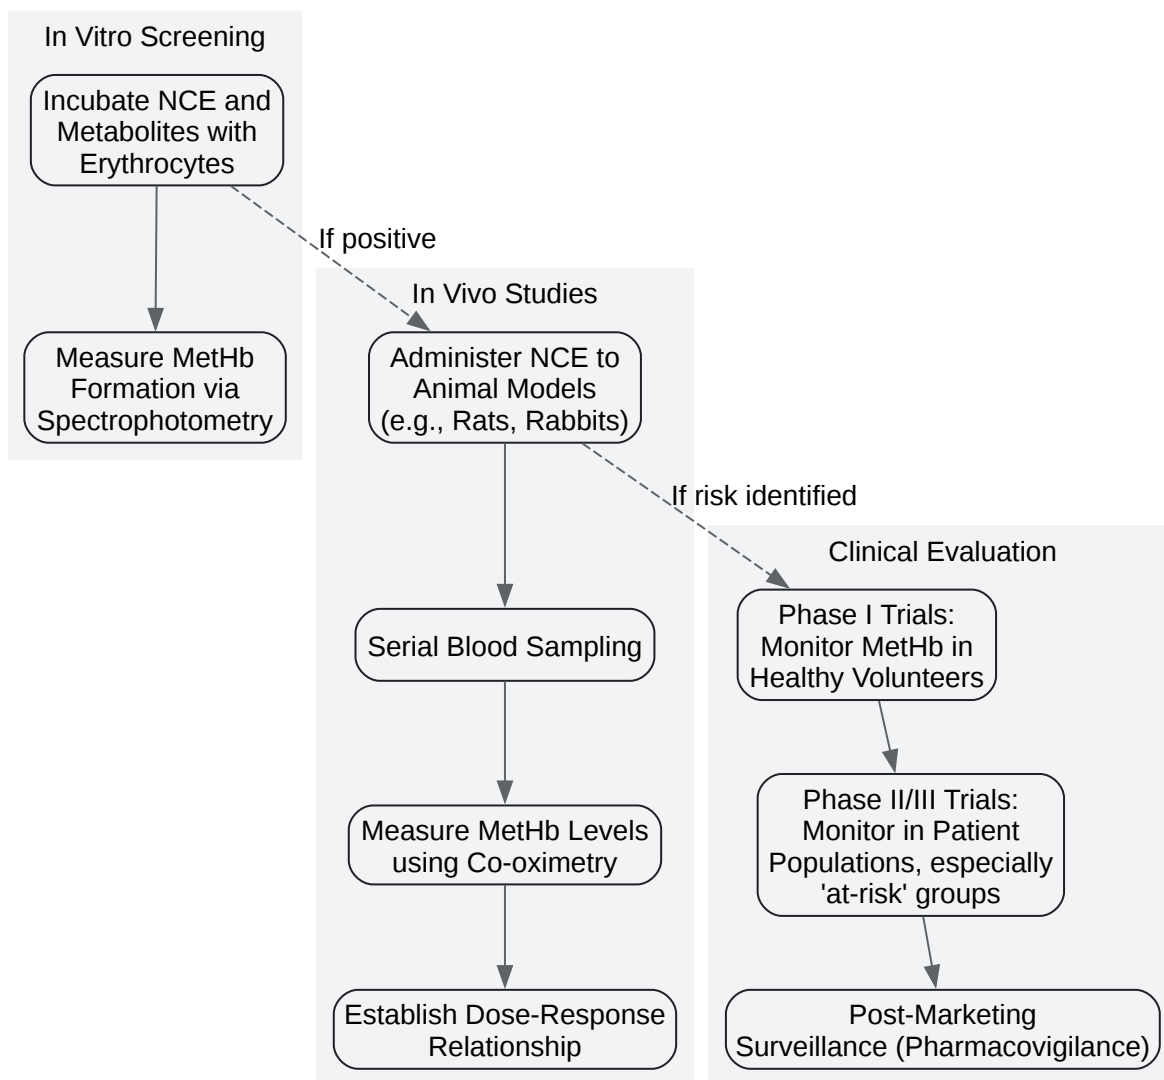 In Vitro Screening
Incubate NCE and
Metabolites with
Erythrocytes
If positive
Measure MetHb
Formation via
Spectrophotometry
In Vivo Studies
Administer NCE to
Animal Models
(e.g., Rats, Rabbits)
If risk identified
Serial Blood Sampling
Measure MetHb Levels
using Co-oximetry
Establish Dose-Response
Relationship
Clinical Evaluation
Phase I Trials:
Monitor MetHb in
Healthy Volunteers
Phase II/III Trials:
Monitor in Patient
Populations, especially
'at-risk' groups
Post-Marketing
Surveillance (Pharmacovigilance)